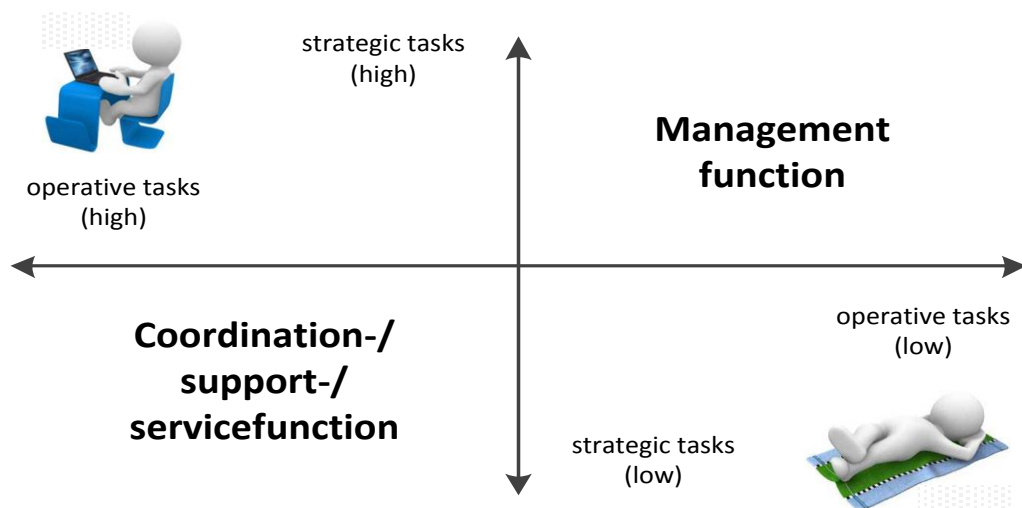 strategic tasks
(high)
Management
function
operative tasks
(high)
Coordination-/
support-/
servicefunction
operative tasks
(low)
strategic tasks
(low)